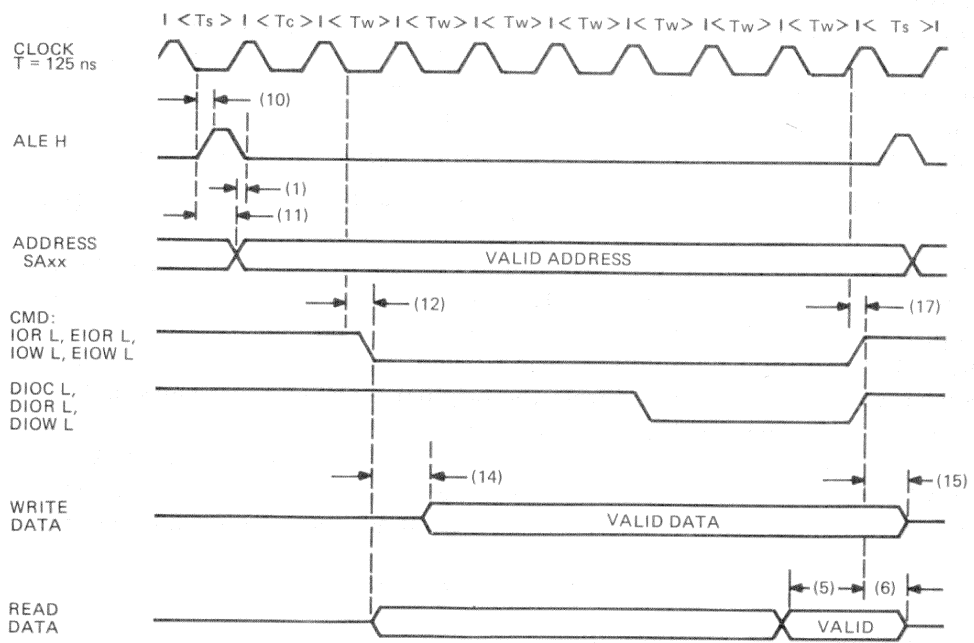 I < Ts > I < Tc > I < Tw > I < Tw > I < Tw > I < Tw > I < Tw > I < Tw > I < Tw > I < Ts > I
CLOCK
T = 125 ns
(10)
ALE H
(1)
(11)
ADDRESS
SAxx
VALID ADDRESS
(12)
(17)
CMD:
IOR L, EIOR L,
IOW L, EIOW L
DIOC L,
DIOR L,
DIOW L
(14)
(15)
WRITE
DATA
VALID DATA
(5)
(6)
READ
DATA
VALID